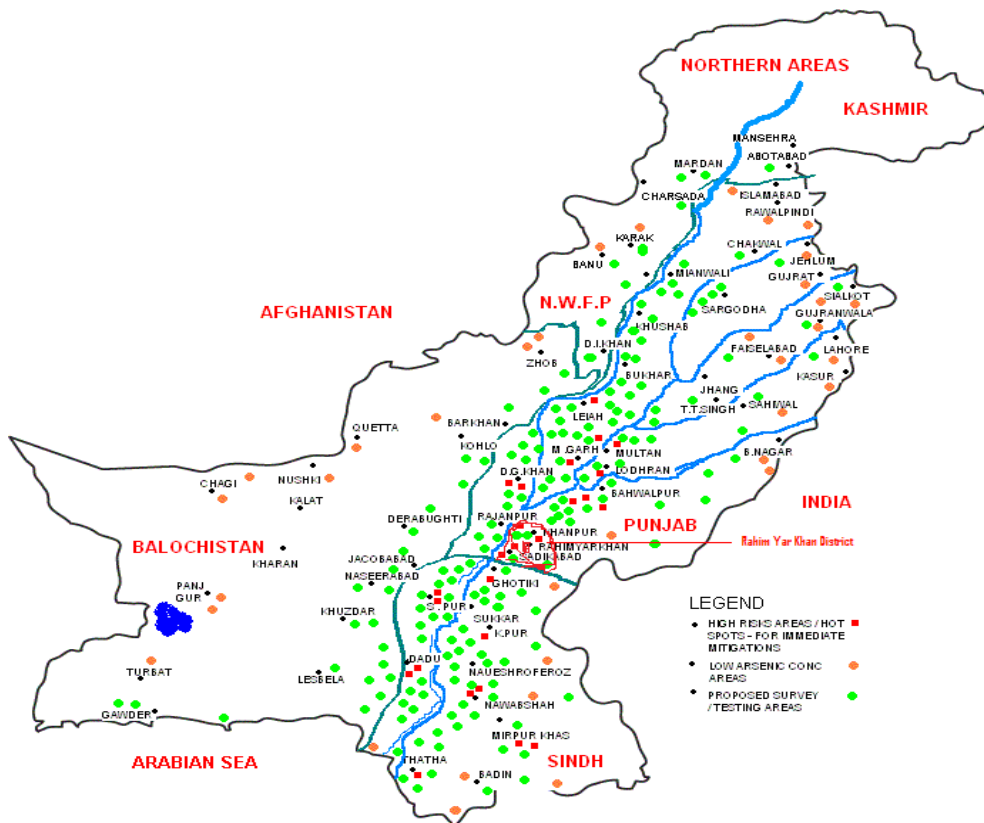 NORTHERN AREAS
KASHMIR
MANSEHRA
ABOTABAD
MARDAN
ISLAMABAD
CHARSADA
RAWALPINDI
KARAK
CHAKWAL
BANU
JEHLUM
MIANWALI
GUJRAT
N.W.F.P
SIALKOT
SARGODHA
AFGHANISTAN
GUJRANWALA
KHUSHAB
D.I.KHAN
FAISELABAD
LAHORE
ZHOB
BUKHAR
KASUR
JHANG
LEIAH
T.T.SINGH
SAHIWAL
BARKHAN
QUETTA
KOHLO
M.GARH
MULTAN
B.NAGAR
D.G.KHAN
LODHRAN
NUSHKI
CHAGI
BAHWALPUR
KALAT
INDIA
DERABUGHTI
RAJANPUR
PUNJAB
KHANPUR
Rahim Yar Khan District
RAHIMYARKHAN
BALOCHISTAN
SADIKABAD
JACOBABAD
KHARAN
NASEERABAD
GHOTIKI
PANJ
GUR
KHUZDAR
SUKKAR
K.PUR
DADU
TURBAT
LESBELA
NAUESHROFEROZ
GAWDER
NAWABSHAH
MIRPUR KHAS
ARABIAN SEA
THATHA
SINDH
BADIN
LEGEND
HIGH RISKS AREAS / HOT
SPOTS - FOR IMMEDIATE
MITIGATIONS
LOW ARSENIC CONC
AREAS
PROPOSED SURVEY
/ TESTING AREAS